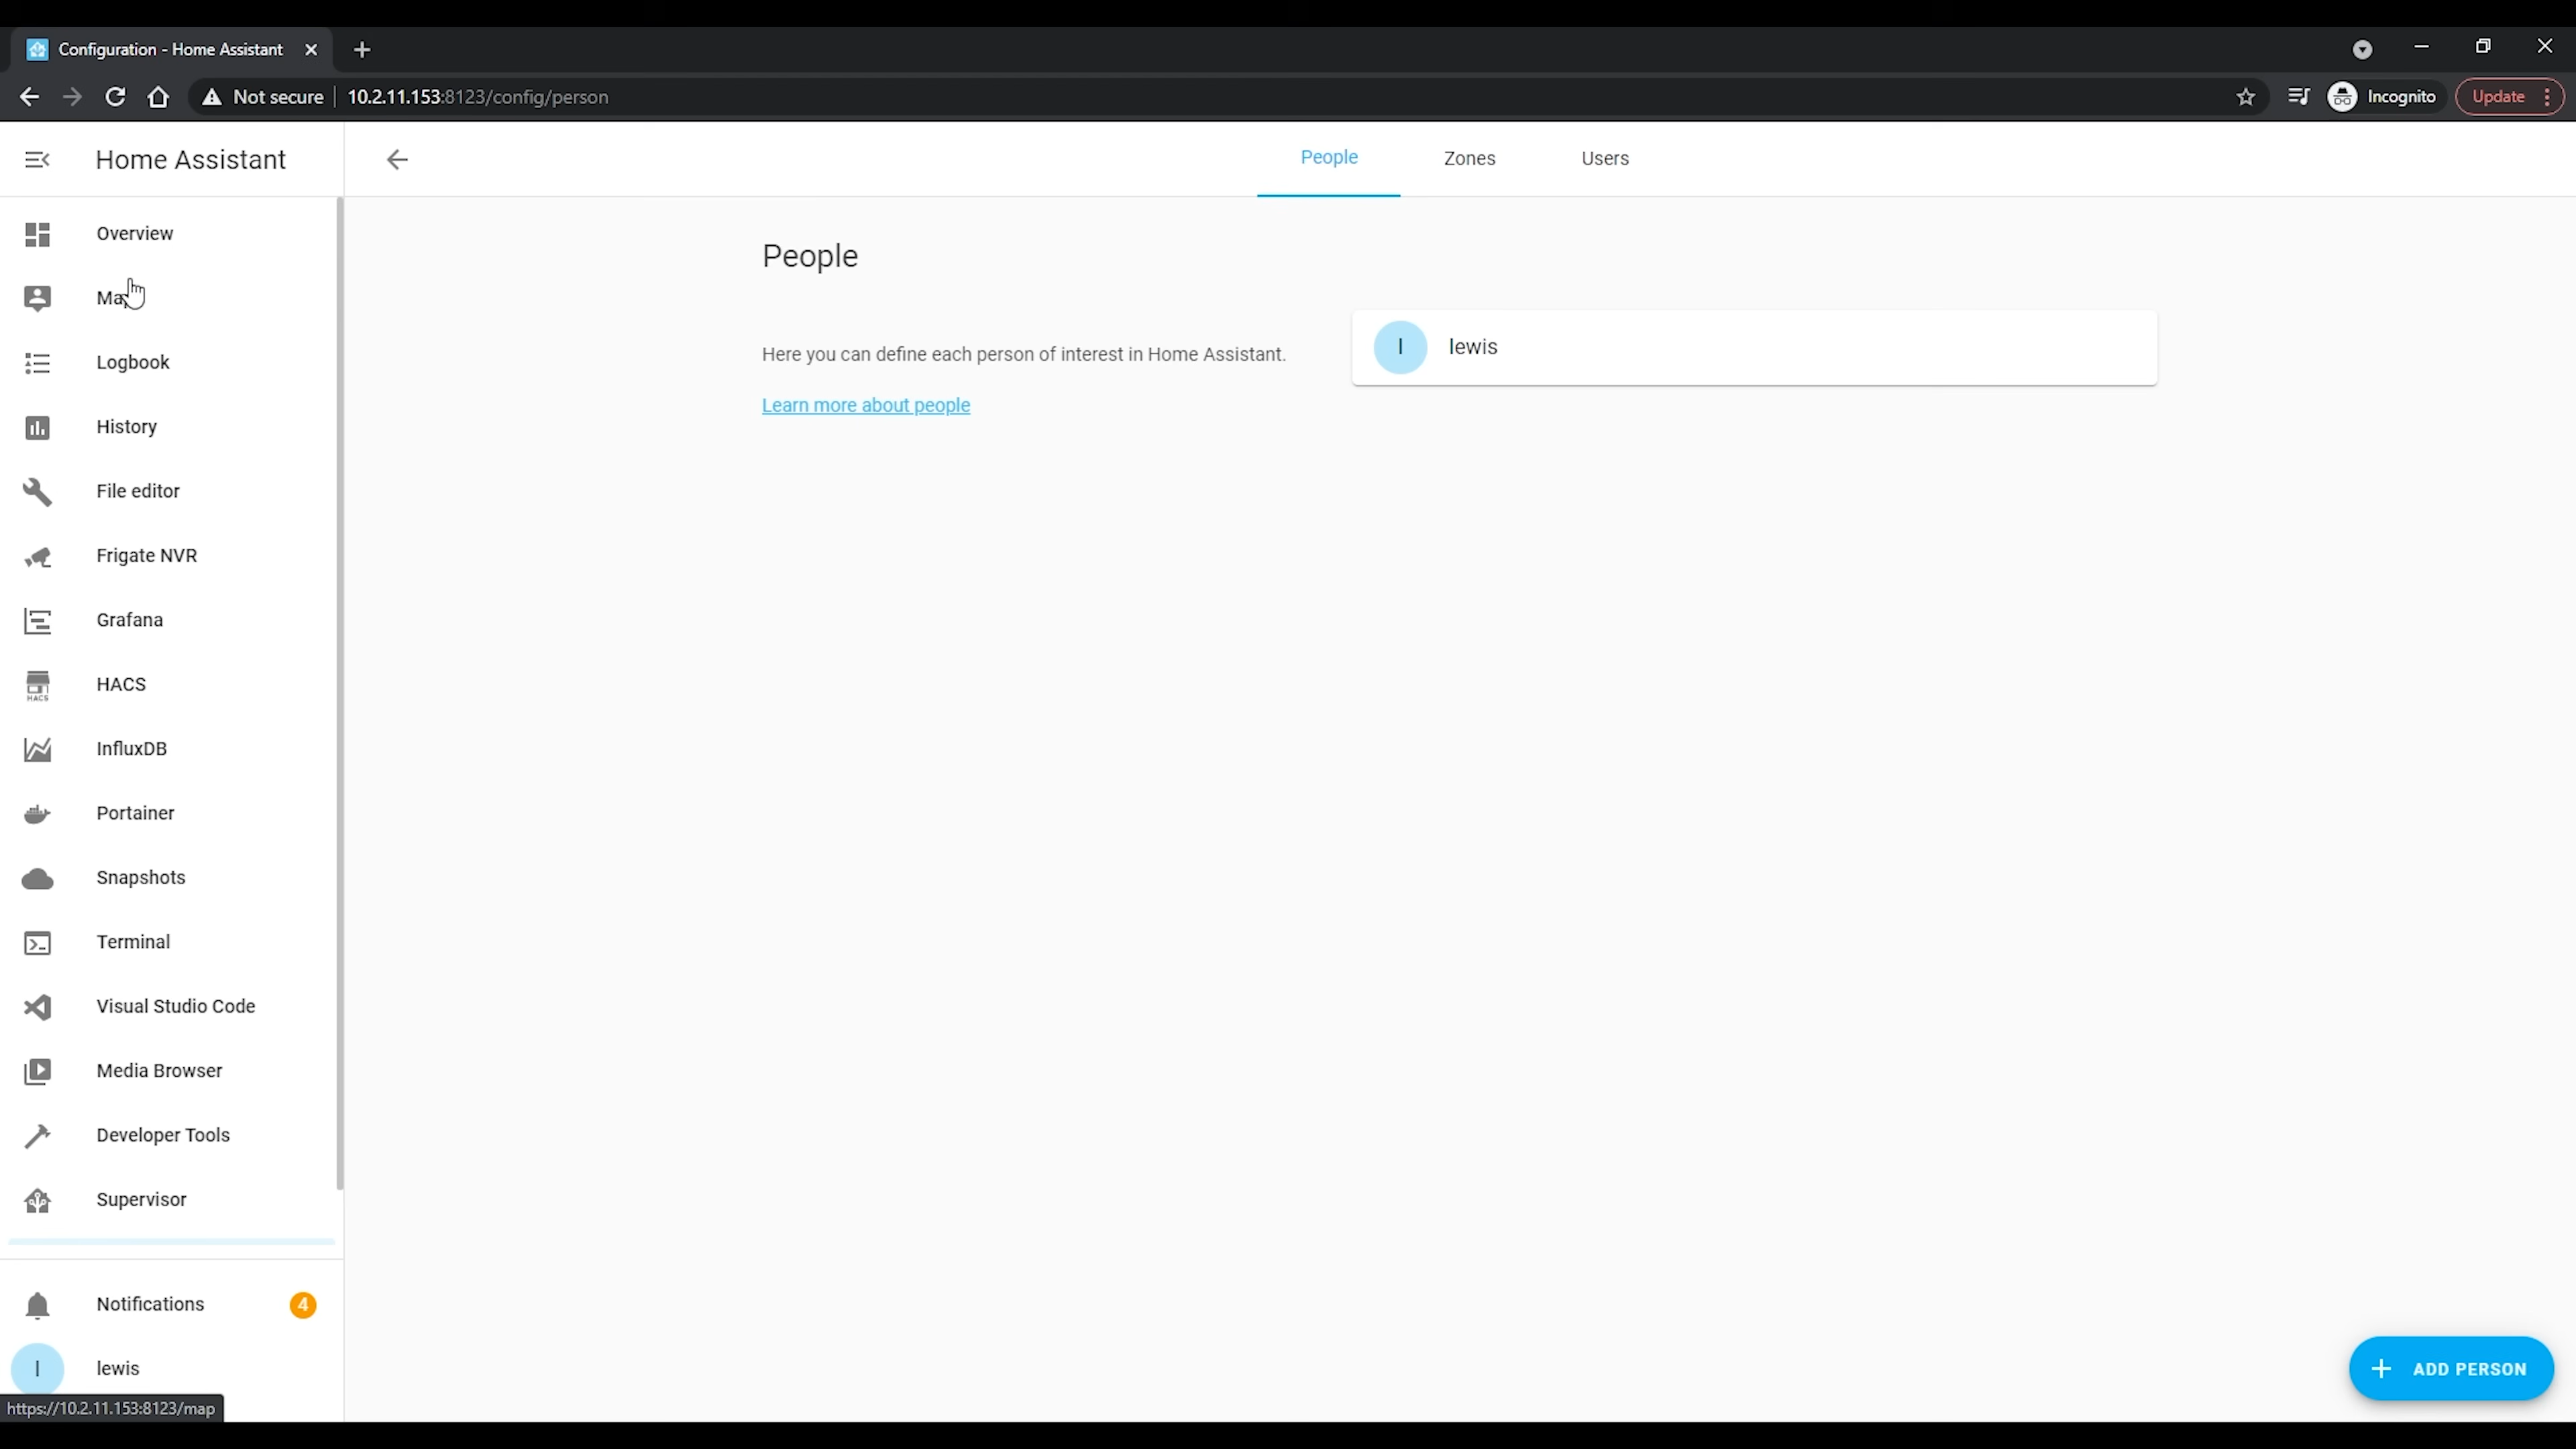 Configuration - Home Assistant
Not secure
10.2.11.153:8123/config/person
Incognito
Update
Home Assistant
People
Zones
Users
Overview
Logbook
History
File editor
Frigate NVR
Grafana
HACS
HACS
InfluxDB
Portainer
Snapshots
Terminal
Visual Studio Code
Media Browser
Developer Tools
Supervisor
Notifications
4
l
lewis
https://10.2.11.153:8123/map
People
Here you can define each person of interest in Home Assistant.
Learn more about people
l
lewis
ADD PERSON